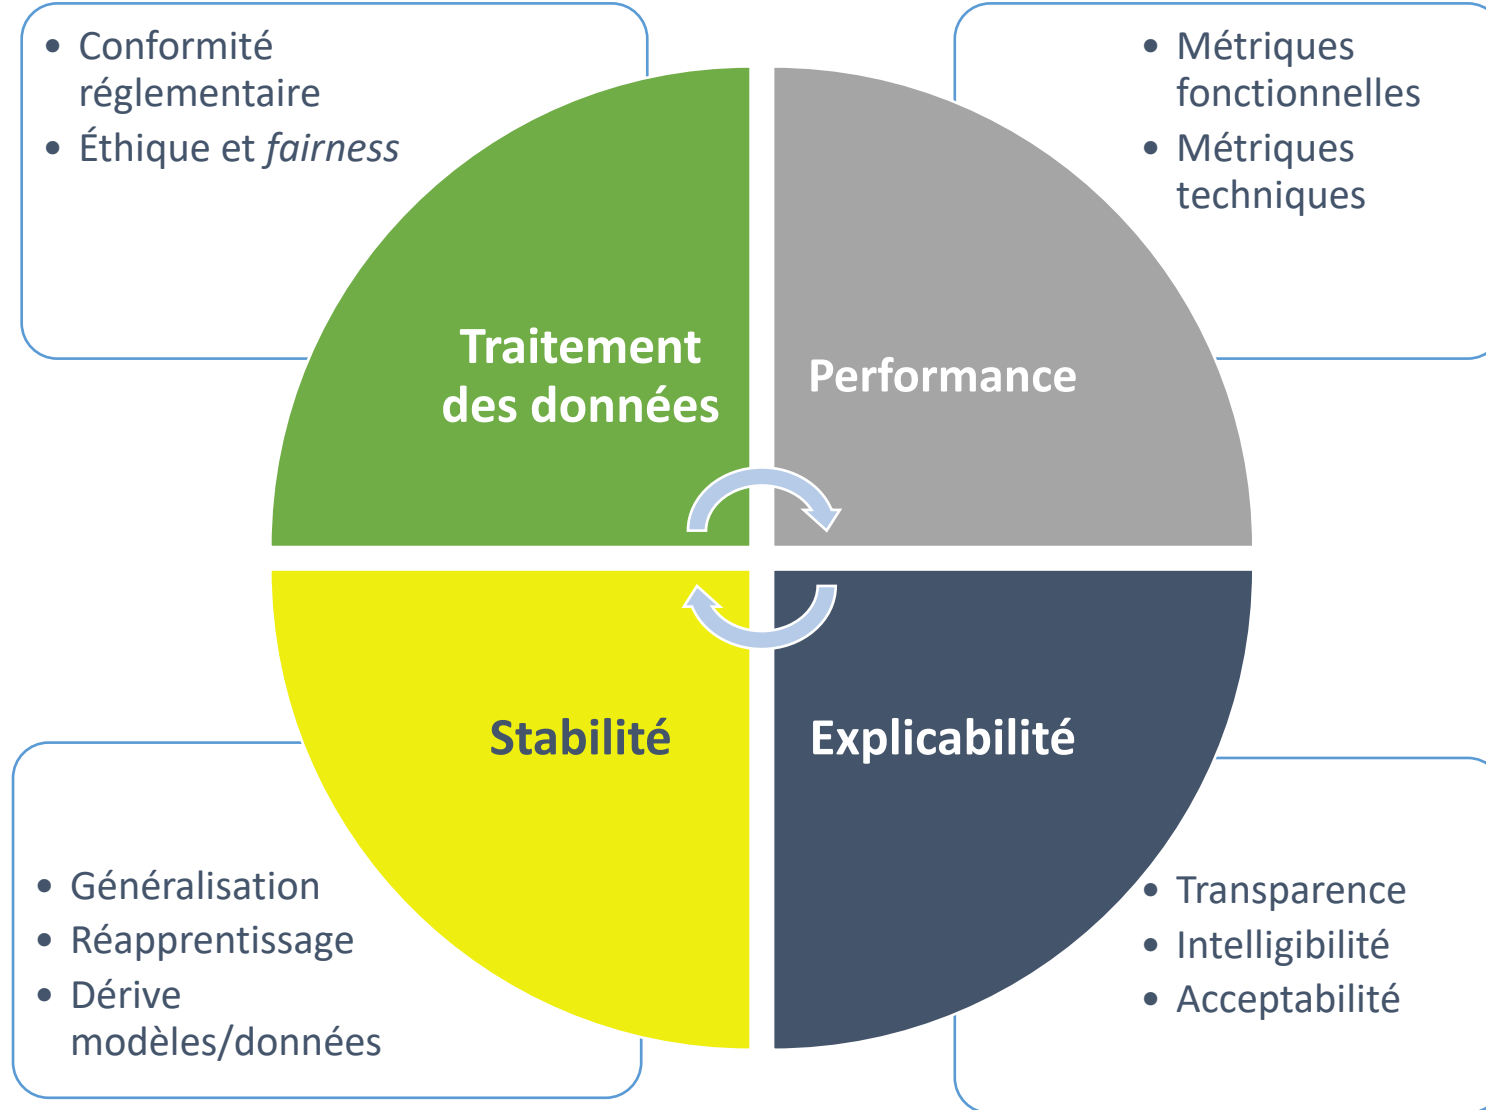 • Conformité
réglementaire
• Éthique et fairness
• Métriques
fonctionnelles
• Métriques
techniques
Traitement
des données
Performance
Stabilité
Explicabilité
• Généralisation
• Réapprentissage
• Dérive
modèles/données
• Transparence
• Intelligibilité
• Acceptabilité